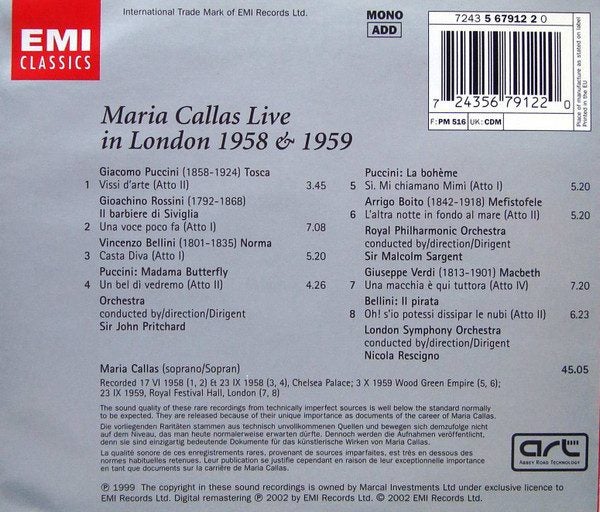 EMI
CLASSICS
International Trade Mark of EMI Records Ltd.
MONO
ADD
7243 5 67912 2 0
7 24356 79122 0
F: PM 516 UK: CDM
Place of manufacture as stated on label
Printed in the EU
Maria Callas Live
in London 1958 & 1959
Giacomo Puccini (1858-1924) Tosca
1 Vissi d'arte (Atto II) 3.45
Gioachino Rossini (1792-1868)
Il barbiere di Siviglia
2 Una voce poco fa (Atto I) 7.08
Vincenzo Bellini (1801-1835) Norma
3 Casta Diva (Atto I) 5.20
Puccini: Madama Butterfly
4 Un bel dì vedremo (Atto II) 4.26
Orchestra
conducted by/direction/Dirigent
Sir John Pritchard
Puccini: La bohème
5 Sì. Mi chiamano Mimì (Atto I) 5.20
Arrigo Boito (1842-1918) Mefistofele
6 L'altra notte in fondo al mare (Atto II) 5.20
Royal Philharmonic Orchestra
conducted by/direction/Dirigent
Sir Malcolm Sargent
Giuseppe Verdi (1813-1901) Macbeth
7 Una macchia è qui tuttora (Atto IV) 7.20
Bellini: Il pirata
8 Oh! s'io potessi dissipar le nubi (Atto II) 6.23
London Symphony Orchestra
conducted by/direction/Dirigent
Nicola Rescigno
45.05
Maria Callas (soprano/Sopran)
Recorded 17 VI 1958 (1, 2) & 23 IX 1958 (3, 4), Chelsea Palace; 3 X 1959 Wood Green Empire (5, 6);
23 IX 1959, Royal Festival Hall, London (7, 8)
The sound quality of these rare recordings from technically imperfect sources is well below the standard normally
to be expected. They are released because of their unique importance as documents of the career of Maria Callas.
Die vorliegenden Raritäten stammen aus technisch unvollkommenen Quellen und bewegen sich demzufolge nicht
auf dem Niveau, das man heute normalerweise erwarten dürfte. Dennoch werden die Aufnahmen veröffentlicht,
denn sie sind einzigartig bedeutende Dokumente für das künstlerische Wirken von Maria Callas.
La qualité sonore de ces enregistrements rares, provenant de sources imparfaites, est très en dessous des
normes habituelles retenues. Leur publication se justifie cependant en raison de leur exceptionnelle importance
en tant que documents sur la carrière de Maria Callas.
art
ABBEY ROAD TECHNOLOGY
℗ 1999 The copyright in these sound recordings is owned by Marcal Investments Ltd under exclusive licence to
EMI Records Ltd. Digital remastering ℗ 2002 by EMI Records Ltd. © 2002 EMI Records Ltd.